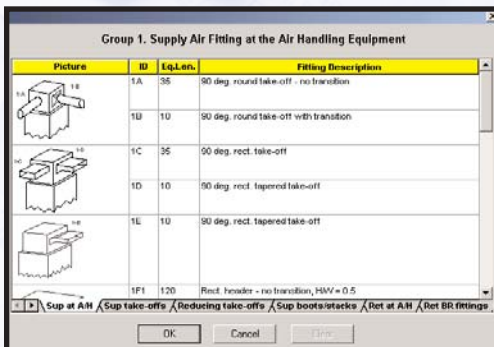 Group 1. Supply Air Fitting at the Air Handling Equipment
Picture ID Eq.Len. Fitting Description
1A 35 90 deg. round take-off - no transition
1B 10 90 deg. round take-off with transition
1C 35 90 deg. rect. take-off
1D 10 90 deg. rect. tapered take-off
1E 10 90 deg. rect. tapered take-off
1F1 120 Rect. header - no transition, H/W = 0.5
Sup at A/H Sup take-offs Reducing take-offs Sup boots/stacks Ret at A/H Ret BR fittings
OK Cancel Clear